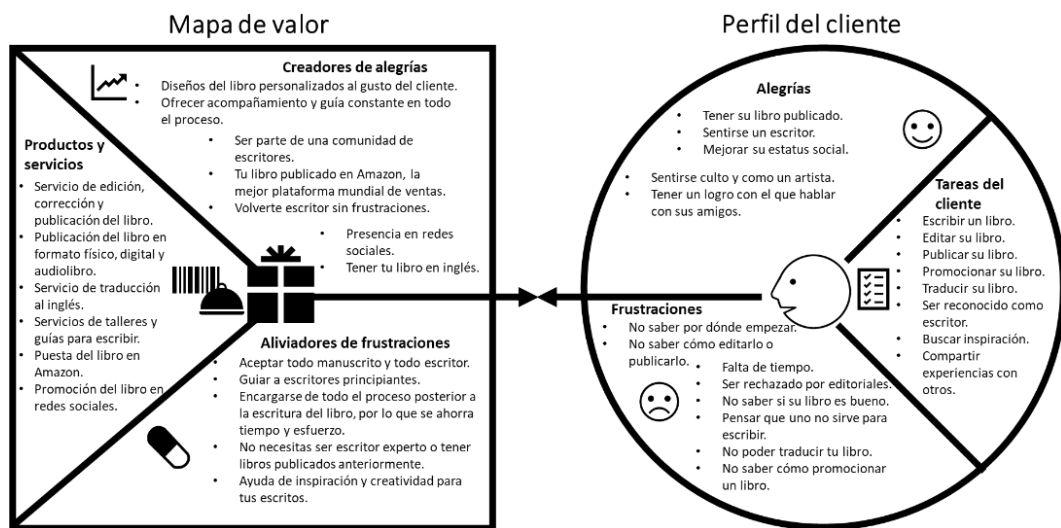 Mapa de valor
Creadores de alegrías
• Diseños del libro personalizados al gusto del cliente.
• Ofrecer acompañamiento y guía constante en todo
el proceso.
• Ser parte de una comunidad de
escritores.
• Tu libro publicado en Amazon, la
mejor plataforma mundial de ventas.
• Volverte escritor sin frustraciones.
• Presencia en redes
sociales.
• Tener tu libro en inglés.
Productos y
servicios
• Servicio de edición,
corrección y
publicación del libro.
• Publicación del libro en
formato físico, digital y
audiolibro.
• Servicio de traducción
al inglés.
• Servicios de talleres y
guías para escribir.
• Puesta del libro en
Amazon.
• Promoción del libro en
redes sociales.
Aliviadores de frustraciones
• Aceptar todo manuscrito y todo escritor.
• Guiar a escritores principiantes.
• Encargarse de todo el proceso posterior a
la escritura del libro, por lo que se ahorra
tiempo y esfuerzo.
• No necesitas ser escritor experto o tener
libros publicados anteriormente.
• Ayuda de inspiración y creatividad para
tus escritos.
Perfil del cliente
Alegrías
• Tener su libro publicado.
• Sentirse un escritor.
• Mejorar su estatus social.
• Sentirse culto y como un artista.
• Tener un logro con el que hablar
con sus amigos.
Tareas del
cliente
• Escribir un libro.
• Editar su libro.
• Publicar su libro.
• Promocionar su libro.
• Traducir su libro.
• Ser reconocido como
escritor.
• Buscar inspiración.
• Compartir
experiencias con
otros.
Frustraciones
• No saber por dónde empezar.
• No saber cómo editarlo o
publicarlo.
• Falta de tiempo.
• Ser rechazado por editoriales.
• No saber si su libro es bueno.
• Pensar que uno no sirve para
escribir.
• No poder traducir tu libro.
• No saber cómo promocionar
un libro.